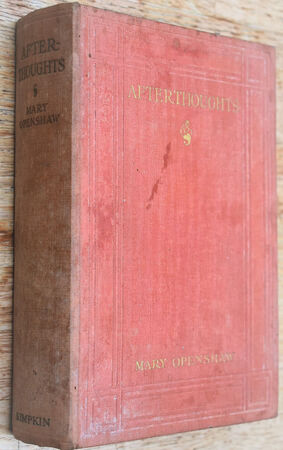 AFTER-
THOUGHTS
MARY
OPENSHAW
SIMPKIN
AFTERTHOUGHTS
MARY OPENSHAW